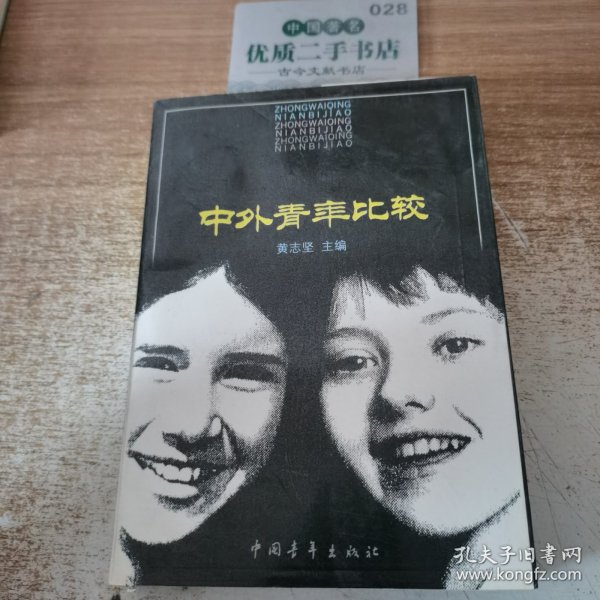 028
中国著名
优质二手书店
古今文献书店
ZHONGWAIQING
NIANBIJIAO
ZHONGWAIQING
NIANBIJIAO
ZHONGWAIQING
NIANBIJIAO
中外青年比较
黄志坚 主编
中国青年出版社
孔夫子旧书网
www.kongfz.com